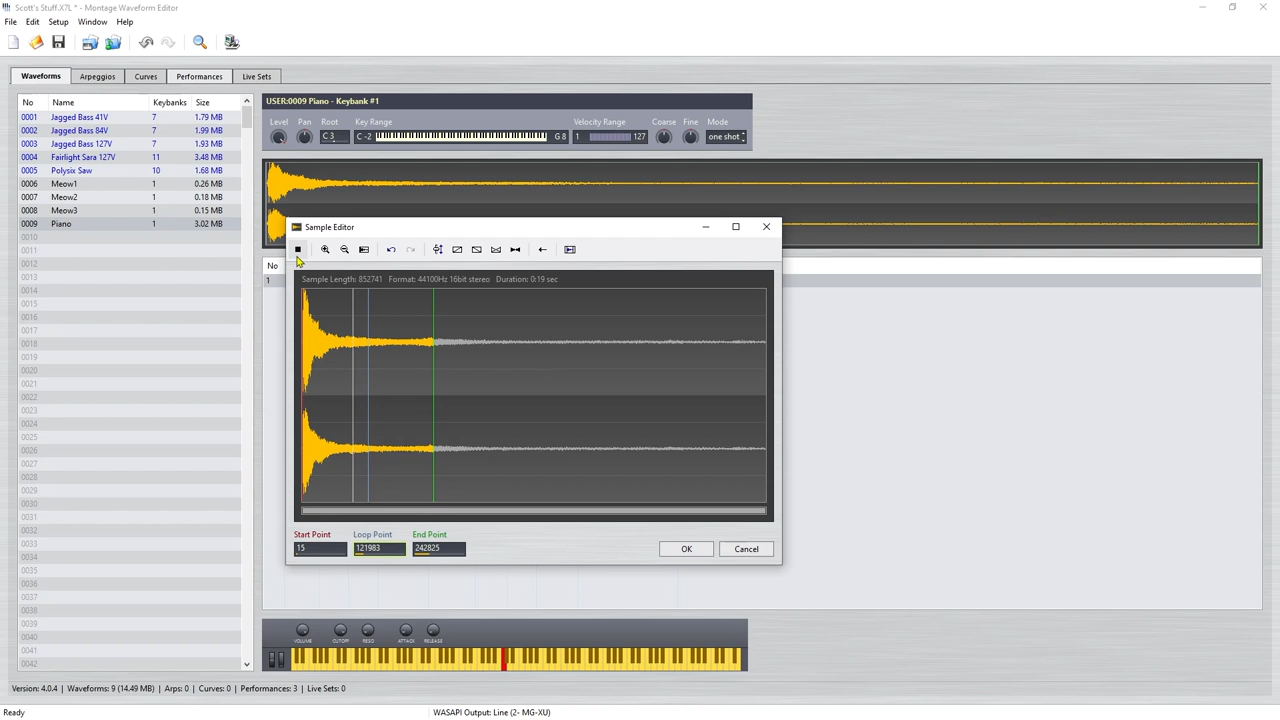 Scott's Stuff.X7L * - Montage Waveform Editor
File Edit Setup Window Help
Waveforms Arpeggios Curves Performances Live Sets
No Name Keybanks Size
0001 Jagged Bass 41V 7 1.79 MB
0002 Jagged Bass 84V 7 1.99 MB
0003 Jagged Bass 127V 7 1.93 MB
0004 Fairlight Sara 127V 11 3.48 MB
0005 Polysix Saw 10 1.68 MB
0006 Meow1 1 0.26 MB
0007 Meow2 1 0.18 MB
0008 Meow3 1 0.15 MB
0009 Piano 1 3.02 MB
0010
0011
0012
0013
0014
0015
0016
0017
0018
0019
0020
0021
0022
0023
0024
0025
0026
0027
0028
0029
0030
0031
0032
0033
0034
0035
0036
0037
0038
0039
0040
0041
0042
USER:0009 Piano - Keybank #1
Level Pan Root Key Range Velocity Range Coarse Fine Mode
C 3 C -2 G 8 1 127 one shot
No
1
Sample Editor
Sample Length: 852741 Format: 44100Hz 16bit stereo Duration: 0:19 sec
Start Point Loop Point End Point
15 121983 242825
OK Cancel
VOLUME CUTOFF RESO ATTACK RELEASE
Version: 4.0.4 | Waveforms: 9 (14.49 MB) | Arps: 0 | Curves: 0 | Performances: 3 | Live Sets: 0
Ready WASAPI Output: Line (2- MG-XU)